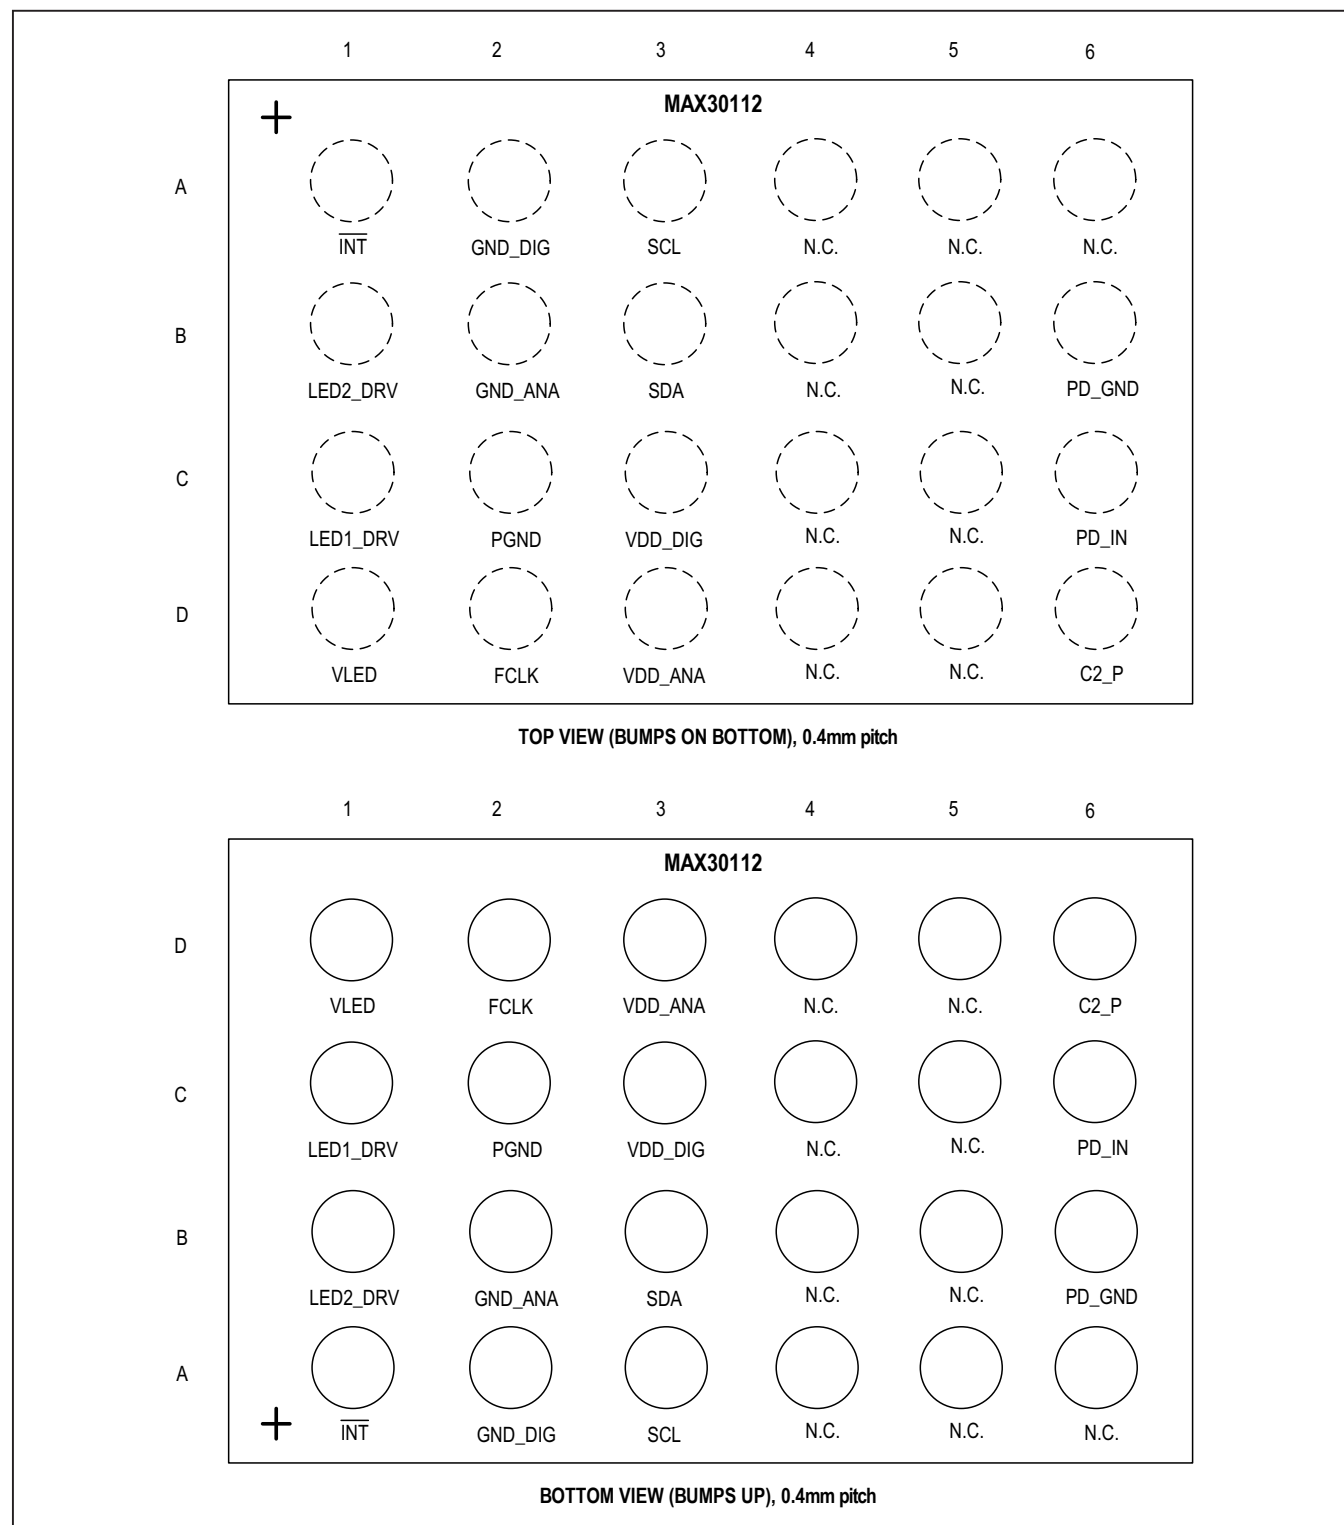 1 2 3 4 5 6
MAX30112
A
INT GND_DIG SCL N.C. N.C. N.C.
B
LED2_DRV GND_ANA SDA N.C. N.C. PD_GND
C
LED1_DRV PGND VDD_DIG N.C. N.C. PD_IN
D
VLED FCLK VDD_ANA N.C. N.C. C2_P
TOP VIEW (BUMPS ON BOTTOM), 0.4mm pitch
1 2 3 4 5 6
MAX30112
D
VLED FCLK VDD_ANA N.C. N.C. C2_P
C
LED1_DRV PGND VDD_DIG N.C. N.C. PD_IN
B
LED2_DRV GND_ANA SDA N.C. N.C. PD_GND
A
INT GND_DIG SCL N.C. N.C. N.C.
BOTTOM VIEW (BUMPS UP), 0.4mm pitch